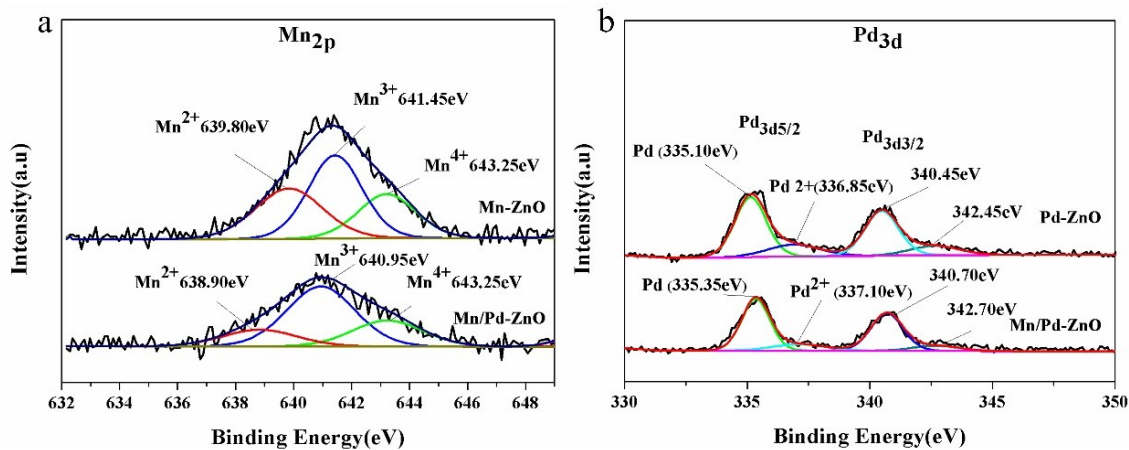 a
Mn2p
Mn3+641.45eV
Mn2+639.80eV
Mn4+643.25eV
Mn-ZnO
Mn3+640.95eV
Mn2+638.90eV
Mn4+643.25eV
Mn/Pd-ZnO
Intensity(a.u)
632 634 636 638 640 642 644 646 648
Binding Energy(eV)
b
Pd3d
Pd3d5/2
Pd3d3/2
Pd (335.10eV)
Pd 2+(336.85eV)
340.45eV
342.45eV
Pd-ZnO
Pd (335.35eV)
Pd2+ (337.10eV)
340.70eV
342.70eV
Mn/Pd-ZnO
Intensity(a.u)
330 335 340 345 350
Binding Energy(eV)